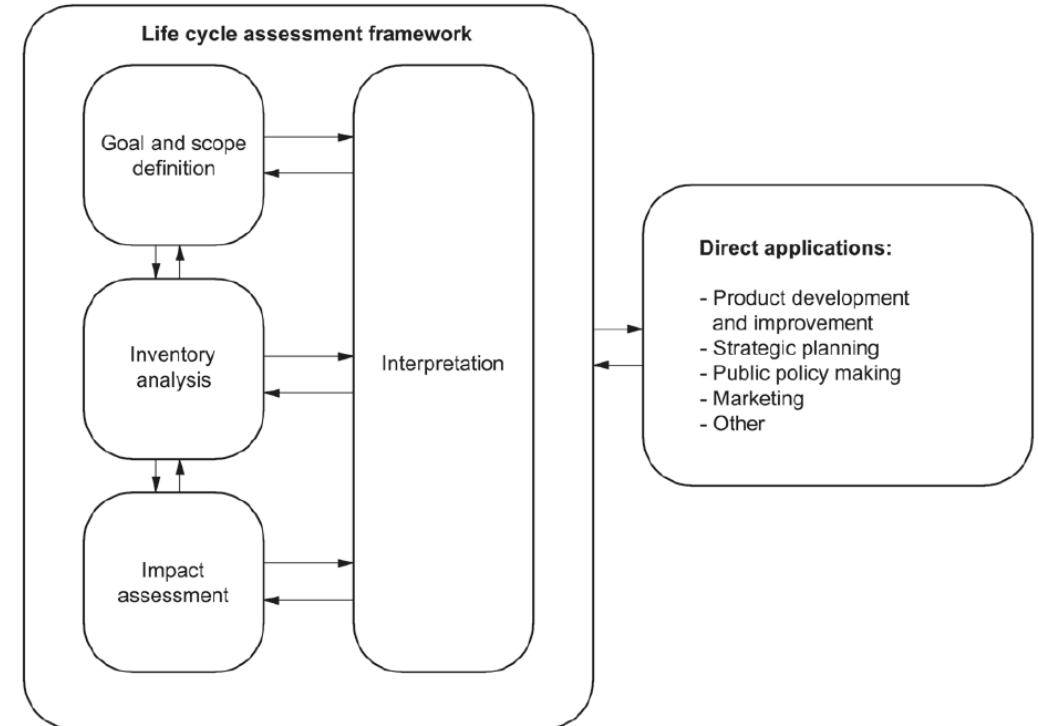 Life cycle assessment framework
Goal and scope
definition
Inventory
analysis
Impact
assessment
Interpretation
Direct applications:
- Product development
and improvement
- Strategic planning
- Public policy making
- Marketing
- Other